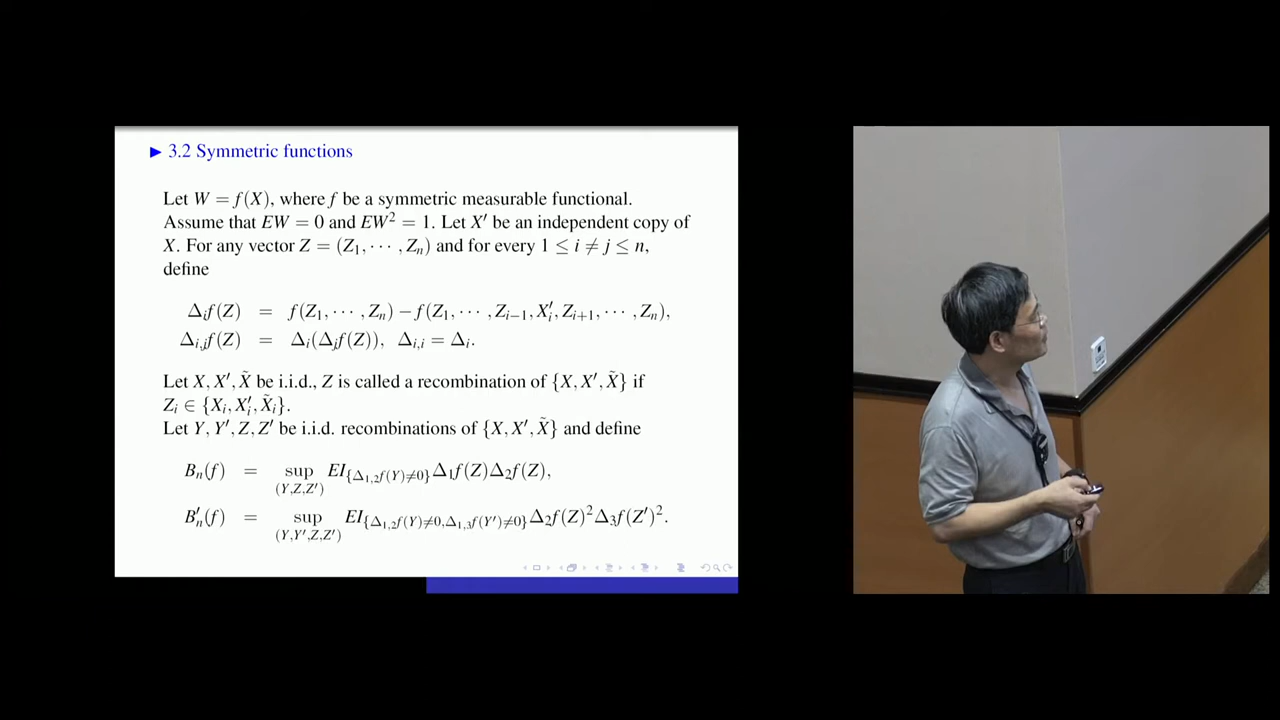 ▶ 3.2 Symmetric functions
Let W = f(X), where f be a symmetric measurable functional.
Assume that EW = 0 and EW² = 1. Let X′ be an independent copy of
X. For any vector Z = (Z₁, ⋯ , Zₙ) and for every 1 ≤ i ≠ j ≤ n,
define
Δᵢf(Z) = f(Z₁, ⋯ , Zₙ) − f(Z₁, ⋯ , Zᵢ₋₁, X′ᵢ, Zᵢ₊₁, ⋯ , Zₙ),
Δᵢ,ⱼf(Z) = Δᵢ(Δⱼf(Z)), Δᵢ,ᵢ = Δᵢ.
Let X, X′, X̃ be i.i.d., Z is called a recombination of {X, X′, X̃} if
Zᵢ ∈ {Xᵢ, X′ᵢ, X̃ᵢ}.
Let Y, Y′, Z, Z′ be i.i.d. recombinations of {X, X′, X̃} and define
Bₙ(f) = sup_{(Y,Z,Z′)} EI_{{Δ₁,₂f(Y)≠0}}Δ₁f(Z)Δ₂f(Z),
B′ₙ(f) = sup_{(Y,Y′,Z,Z′)} EI_{{Δ₁,₂f(Y)≠0,Δ₁,₃f(Y′)≠0}}Δ₂f(Z)²Δ₃f(Z′)².